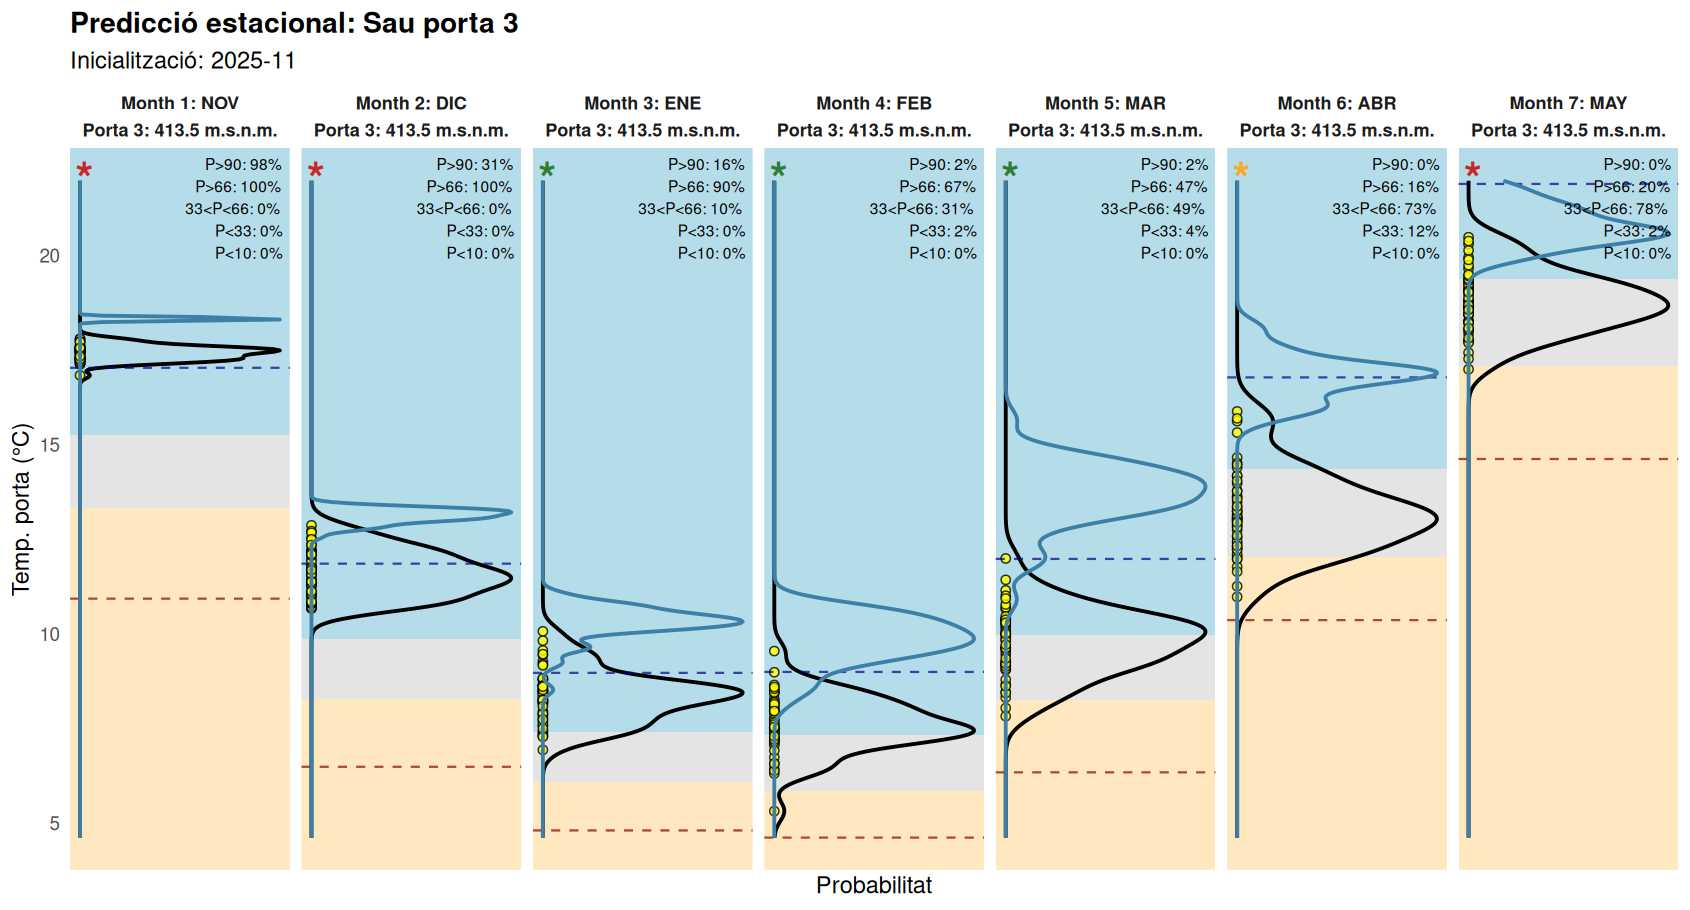 Predicció estacional: Sau porta 3
Inicialització: 2025-11
Month 1: NOV
Porta 3: 413.5 m.s.n.m.
Month 2: DIC
Porta 3: 413.5 m.s.n.m.
Month 3: ENE
Porta 3: 413.5 m.s.n.m.
Month 4: FEB
Porta 3: 413.5 m.s.n.m.
Month 5: MAR
Porta 3: 413.5 m.s.n.m.
Month 6: ABR
Porta 3: 413.5 m.s.n.m.
Month 7: MAY
Porta 3: 413.5 m.s.n.m.
*
P>90: 98%
P>66: 100%
33<P<66: 0%
P<33: 0%
P<10: 0%
*
P>90: 31%
P>66: 100%
33<P<66: 0%
P<33: 0%
P<10: 0%
*
P>90: 16%
P>66: 90%
33<P<66: 10%
P<33: 0%
P<10: 0%
*
P>90: 2%
P>66: 67%
33<P<66: 31%
P<33: 2%
P<10: 0%
*
P>90: 2%
P>66: 47%
33<P<66: 49%
P<33: 4%
P<10: 0%
*
P>90: 0%
P>66: 16%
33<P<66: 73%
P<33: 12%
P<10: 0%
*
P>90: 0%
P>66: 20%
33<P<66: 78%
P<33: 2%
P<10: 0%
20
15
10
5
Temp. porta (°C)
Probabilitat